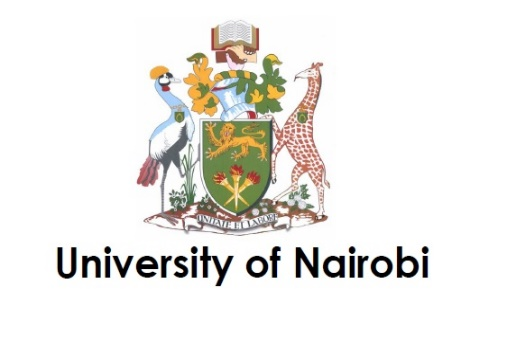 UNITATE ET LABORE
University of Nairobi